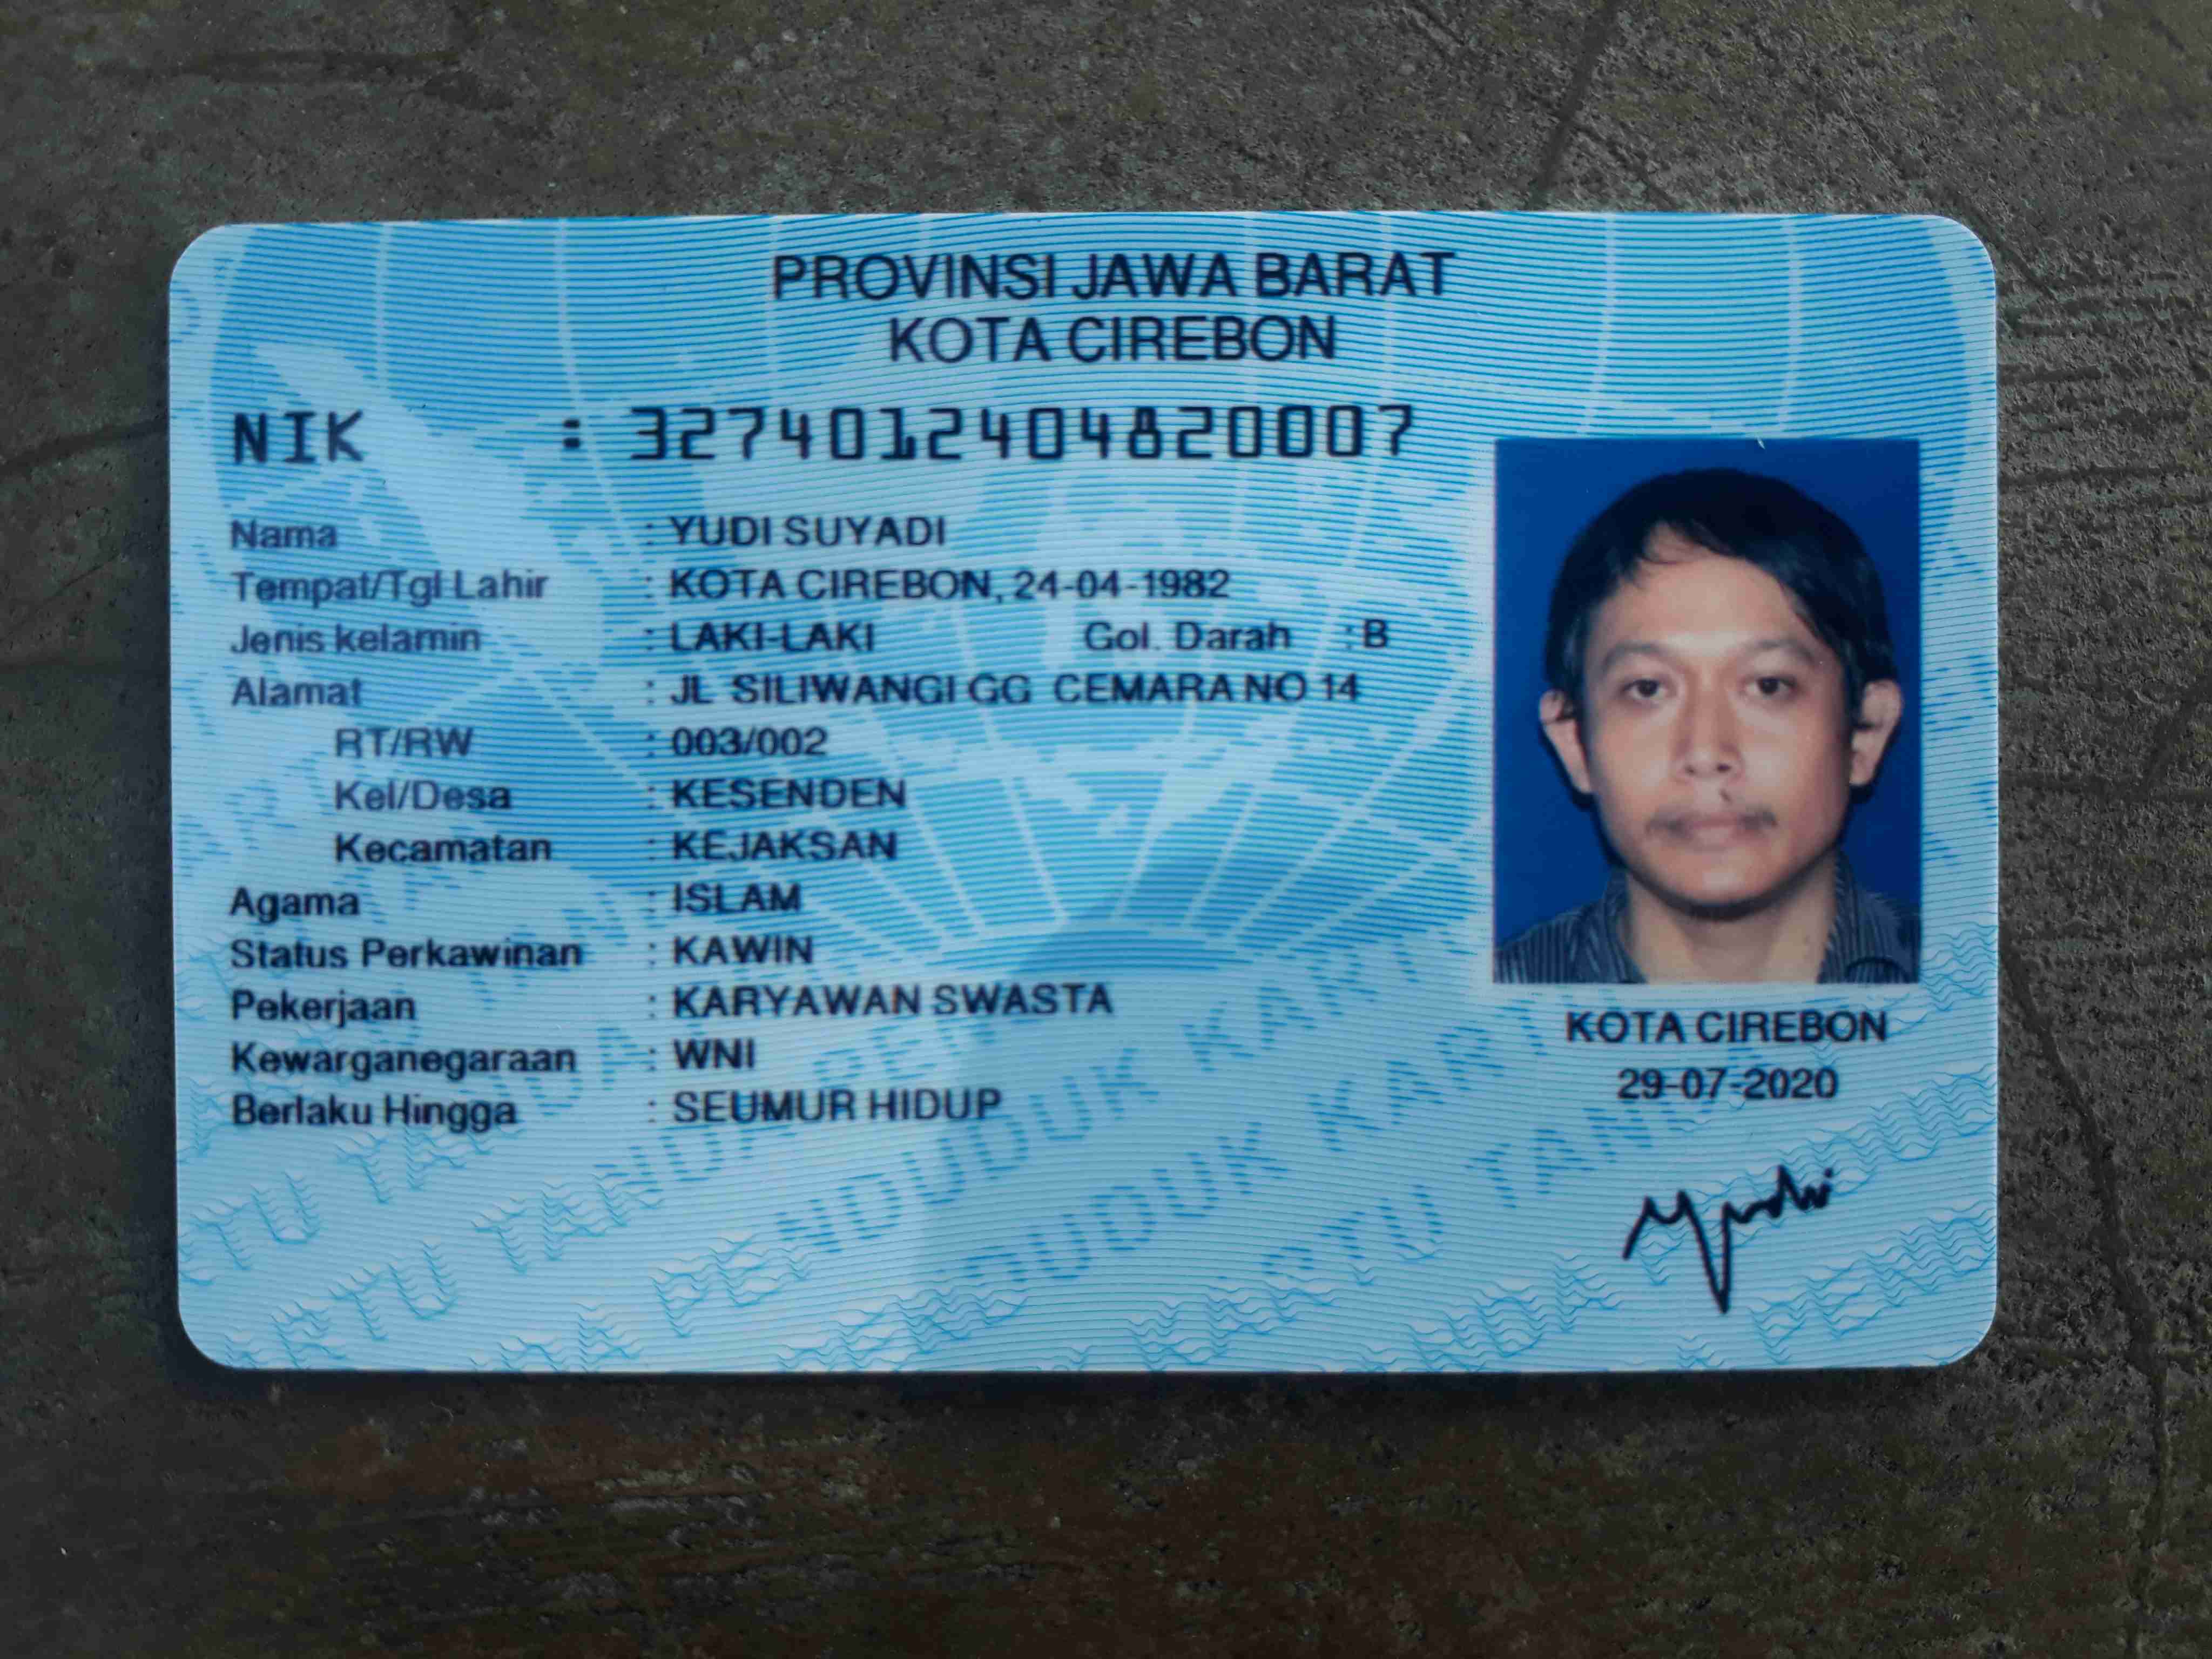 PROVINSI JAWA BARAT
KOTA CIREBON
NIK : 3274012404820007
Nama : YUDI SUYADI
Tempat/Tgl Lahir : KOTA CIREBON, 24-04-1982
Jenis kelamin : LAKI-LAKI Gol. Darah : B
Alamat : JL SILIWANGI GG CEMARA NO 14
RT/RW : 003/002
Kel/Desa : KESENDEN
Kecamatan : KEJAKSAN
Agama : ISLAM
Status Perkawinan : KAWIN
Pekerjaan : KARYAWAN SWASTA
Kewarganegaraan : WNI
Berlaku Hingga : SEUMUR HIDUP
KOTA CIREBON
29-07-2020
Yudi